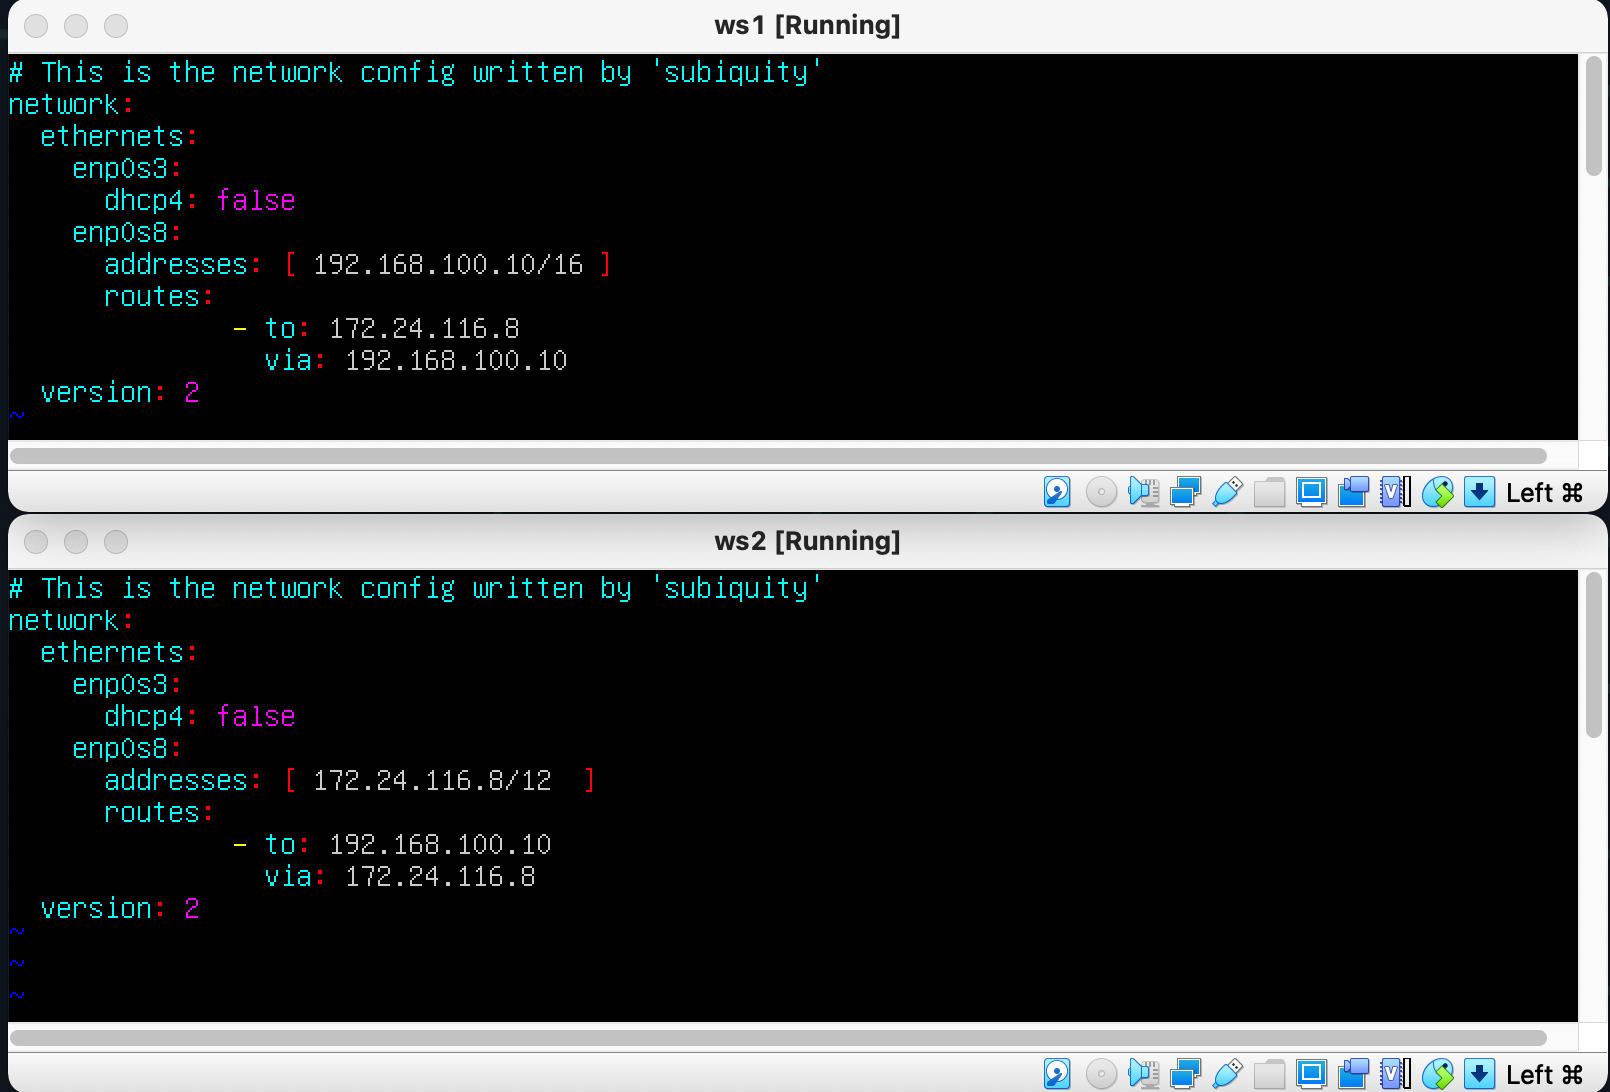 ws1 [Running]
# This is the network config written by 'subiquity'
network:
  ethernets:
    enp0s3:
      dhcp4: false
    enp0s8:
      addresses: [ 192.168.100.10/16 ]
      routes:
              - to: 172.24.116.8
                via: 192.168.100.10
  version: 2
~
Left ⌘
ws2 [Running]
# This is the network config written by 'subiquity'
network:
  ethernets:
    enp0s3:
      dhcp4: false
    enp0s8:
      addresses: [ 172.24.116.8/12  ]
      routes:
              - to: 192.168.100.10
                via: 172.24.116.8
  version: 2
~
~
~
Left ⌘